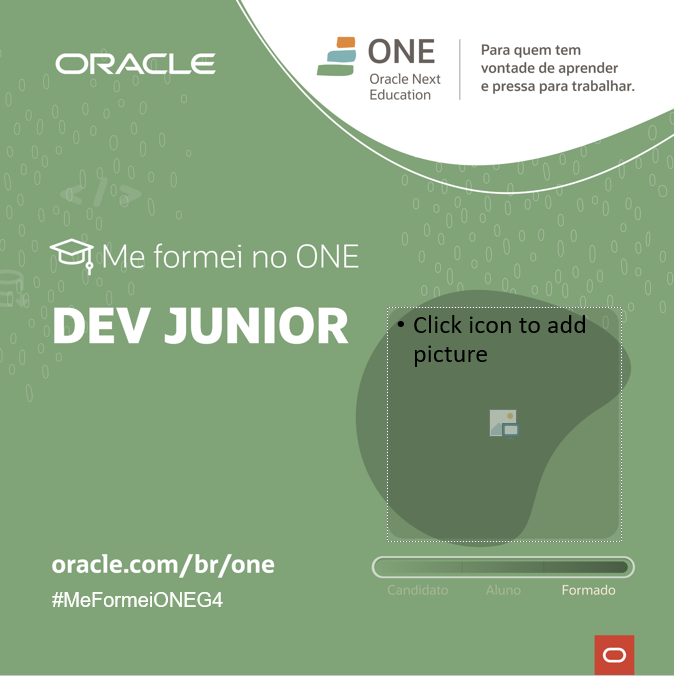 ORACLE
ONE
Oracle Next
Education
Para quem tem
vontade de aprender
e pressa para trabalhar.
</>
Me formei no ONE
DEV JUNIOR
• Click icon to add
picture
oracle.com/br/one
#MeFormeiONEG4
Candidato Aluno Formado